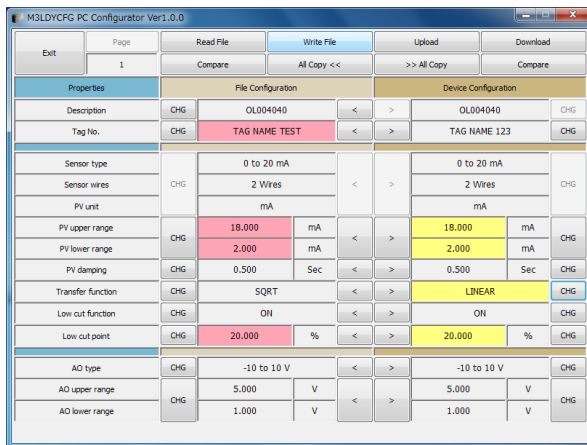 M3LDYCFG PC Configurator Ver1.0.0
Exit Page Read File Write File Upload Download
1 Compare All Copy << >> All Copy Compare
Properties File Configuration Device Configuration
Description CHG OL004040 < > OL004040 CHG
Tag No. CHG TAG NAME TEST < > TAG NAME 123 CHG
Sensor type CHG 0 to 20 mA < > 0 to 20 mA CHG
Sensor wires 2 Wires 2 Wires
PV unit mA mA
PV upper range CHG 18.000 mA < > 18.000 mA CHG
PV lower range 2.000 mA 2.000 mA
PV damping CHG 0.500 Sec < > 0.500 Sec CHG
Transfer function CHG SQRT < > LINEAR CHG
Low cut function CHG ON < > ON CHG
Low cut point CHG 20.000 % < > 20.000 % CHG
AO type CHG -10 to 10 V < > -10 to 10 V CHG
AO upper range CHG 5.000 V < > 5.000 V CHG
AO lower range 1.000 V 1.000 V